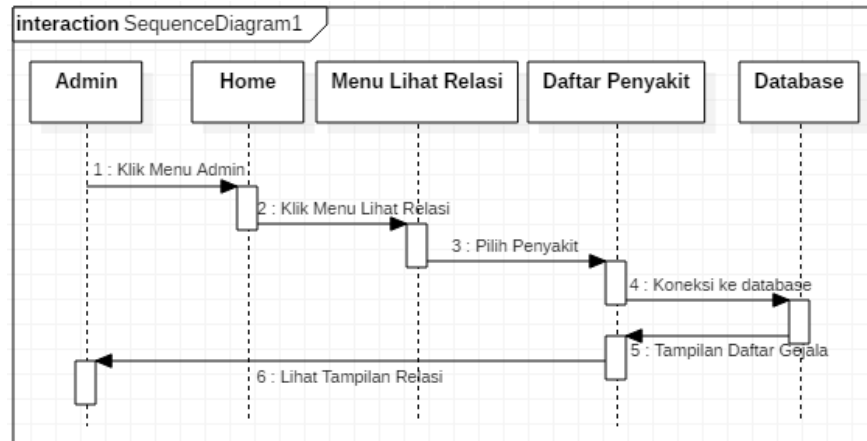 interaction SequenceDiagram1
Admin
Home
Menu Lihat Relasi
Daftar Penyakit
Database
1 : Klik Menu Admin
2 : Klik Menu Lihat Relasi
3 : Pilih Penyakit
4 : Koneksi ke database
5 : Tampilan Daftar Gejala
6 : Lihat Tampilan Relasi